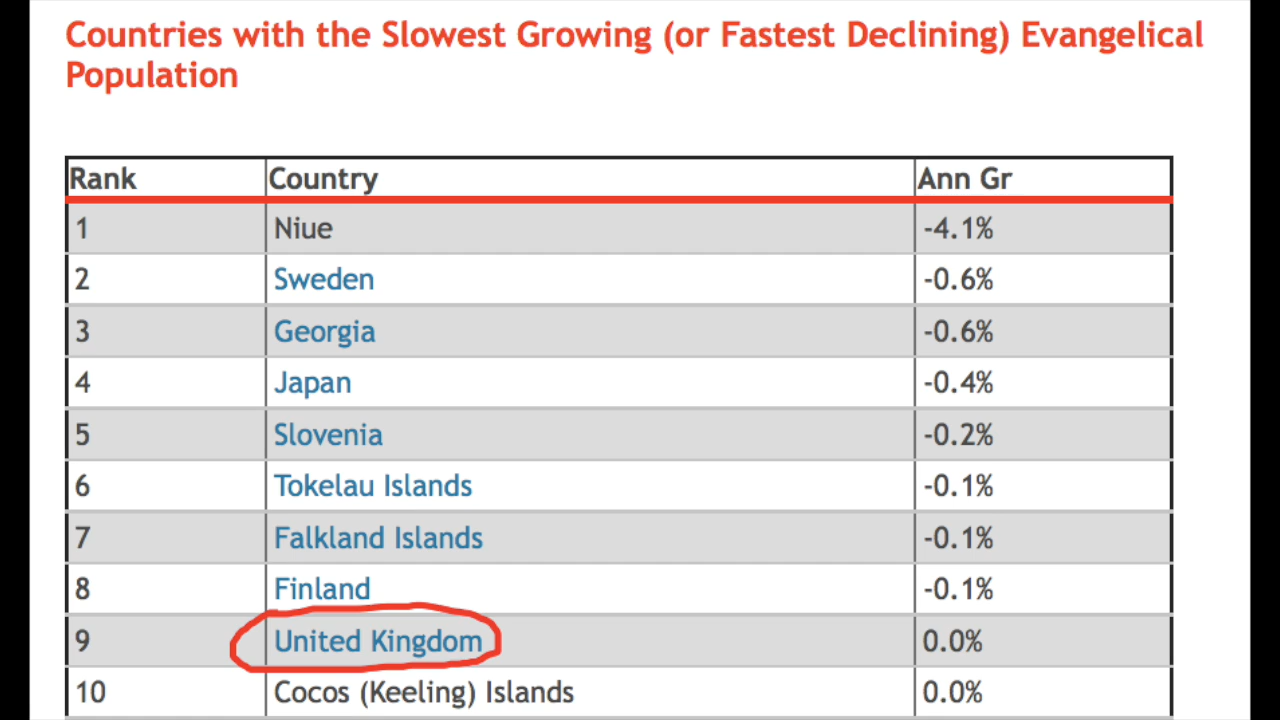 Countries with the Slowest Growing (or Fastest Declining) Evangelical
Population
Rank Country Ann Gr
1 Niue -4.1%
2 Sweden -0.6%
3 Georgia -0.6%
4 Japan -0.4%
5 Slovenia -0.2%
6 Tokelau Islands -0.1%
7 Falkland Islands -0.1%
8 Finland -0.1%
9 United Kingdom 0.0%
10 Cocos (Keeling) Islands 0.0%